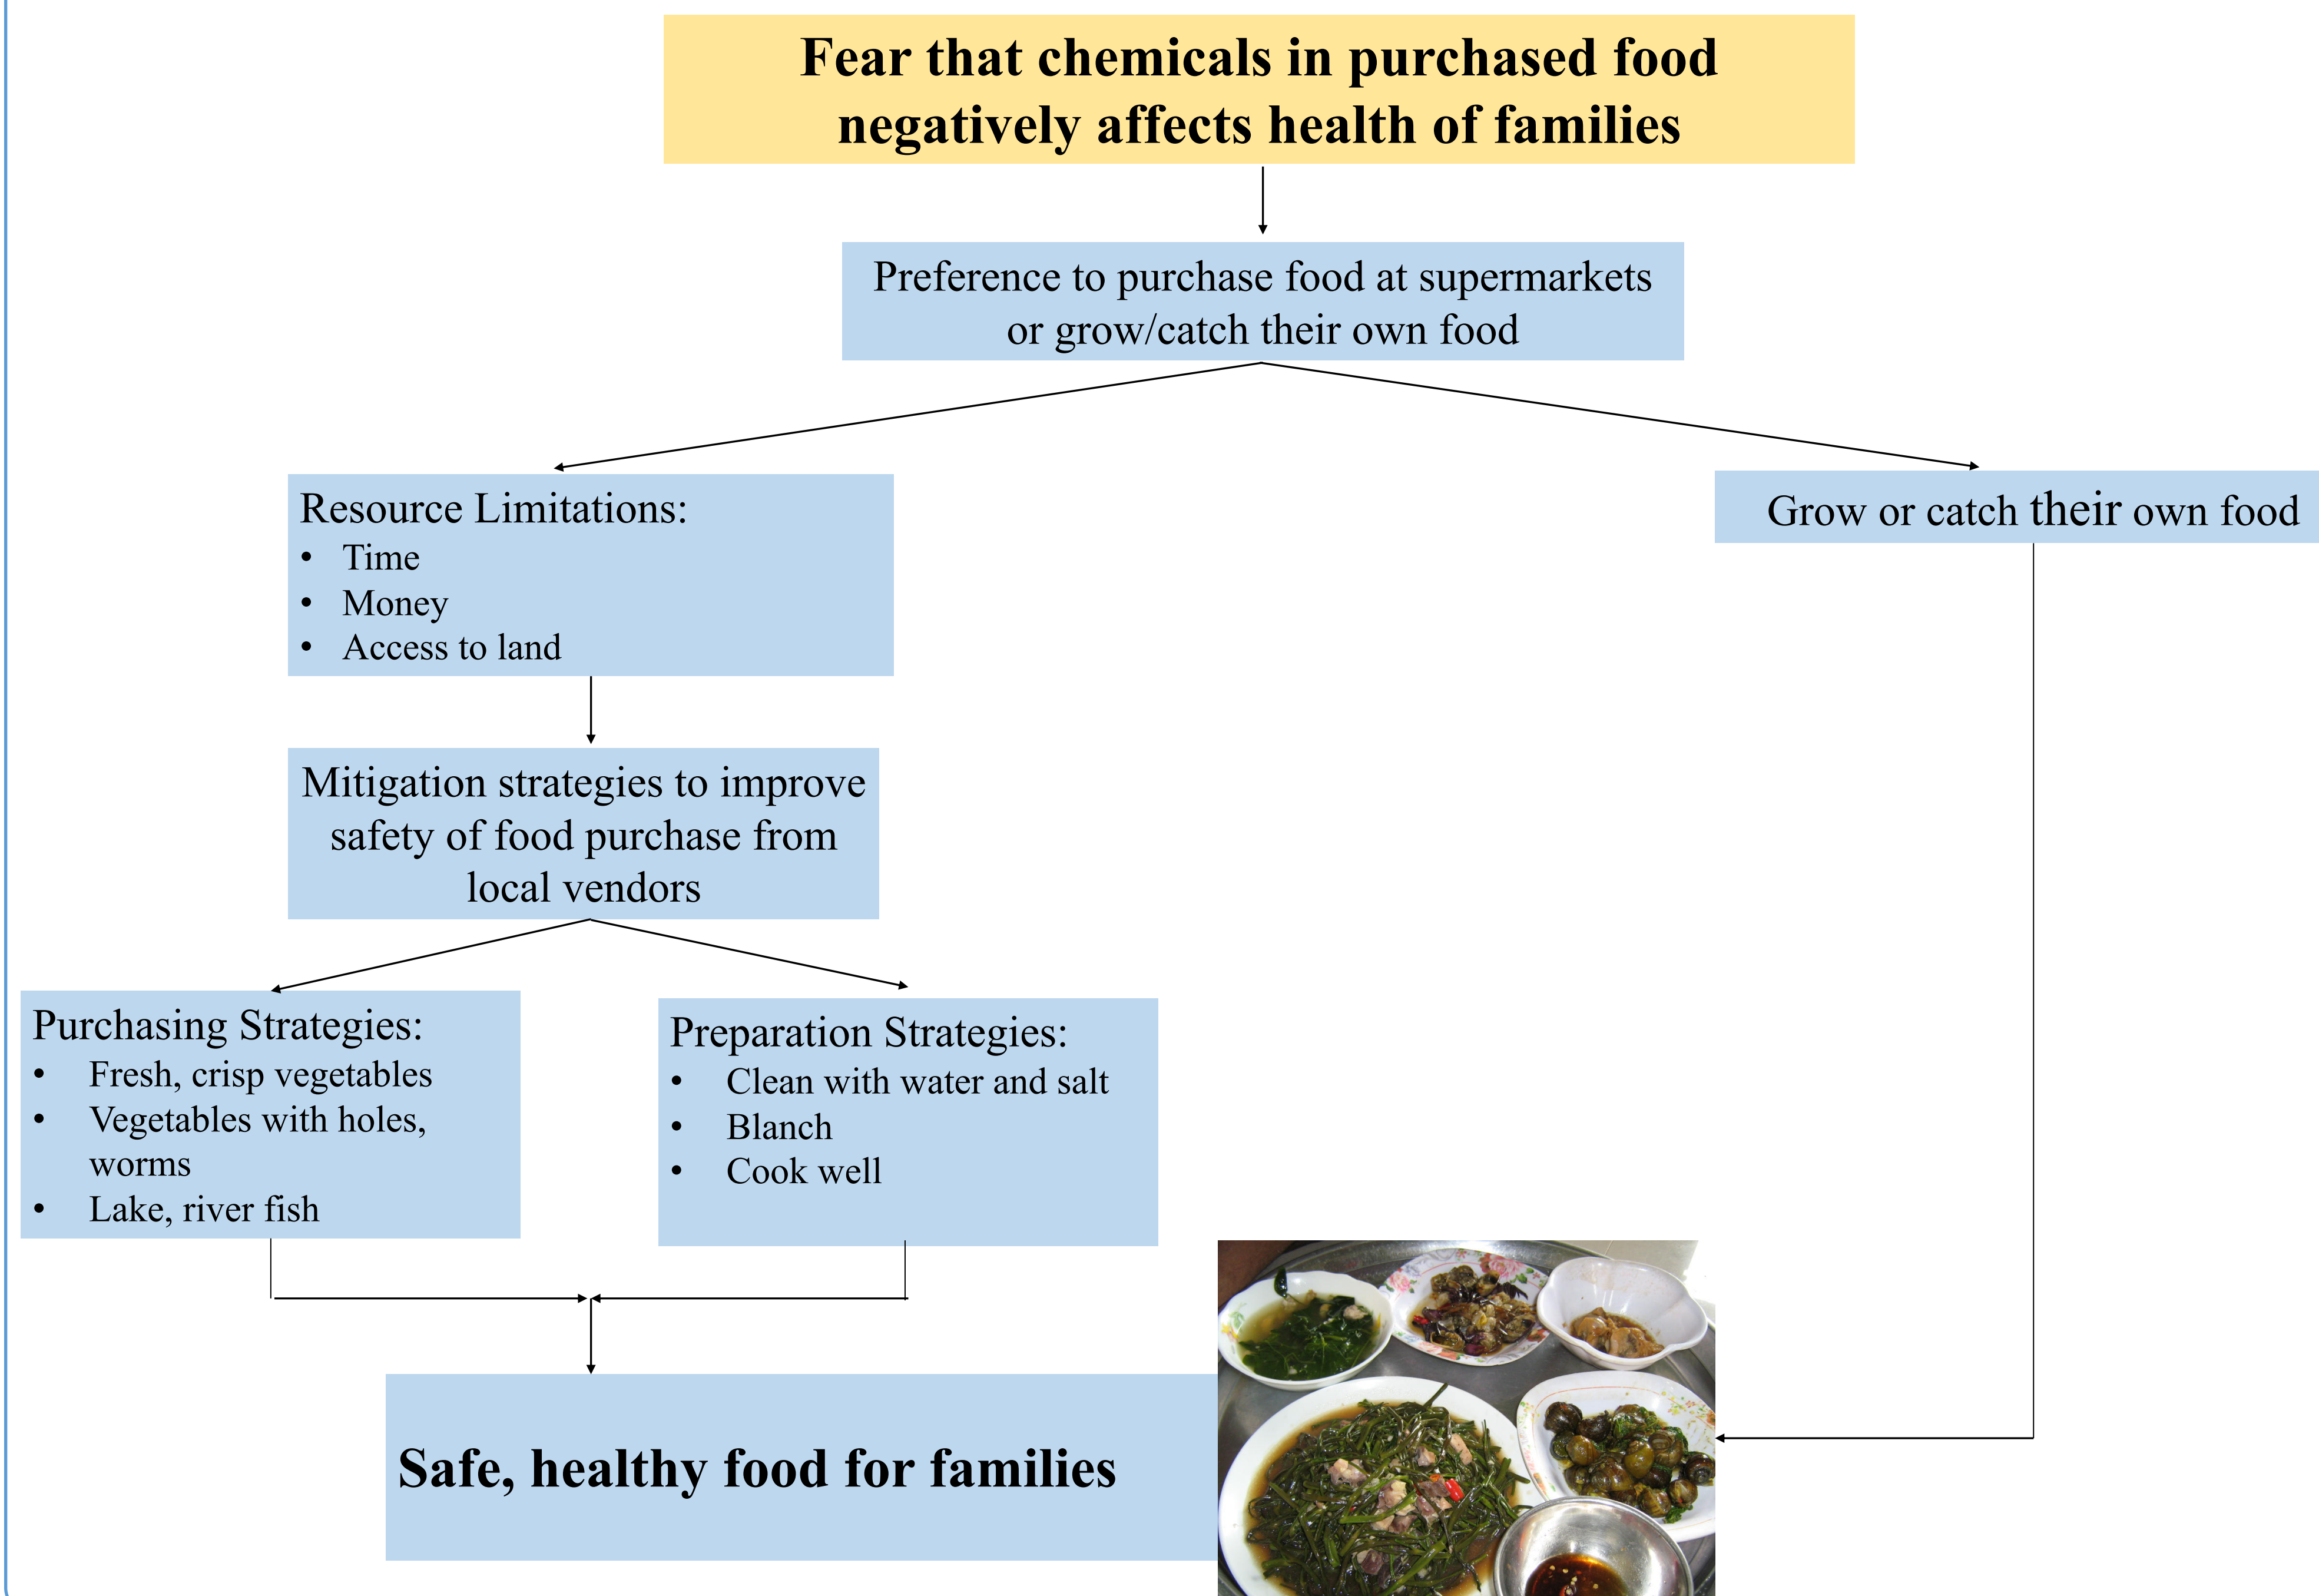 Fear that chemicals in purchased food
negatively affects health of families
Preference to purchase food at supermarkets
or grow/catch their own food
Resource Limitations:
• Time
• Money
• Access to land
Grow or catch their own food
Mitigation strategies to improve
safety of food purchase from
local vendors
Purchasing Strategies:
• Fresh, crisp vegetables
• Vegetables with holes,
worms
• Lake, river fish
Preparation Strategies:
• Clean with water and salt
• Blanch
• Cook well
Safe, healthy food for families